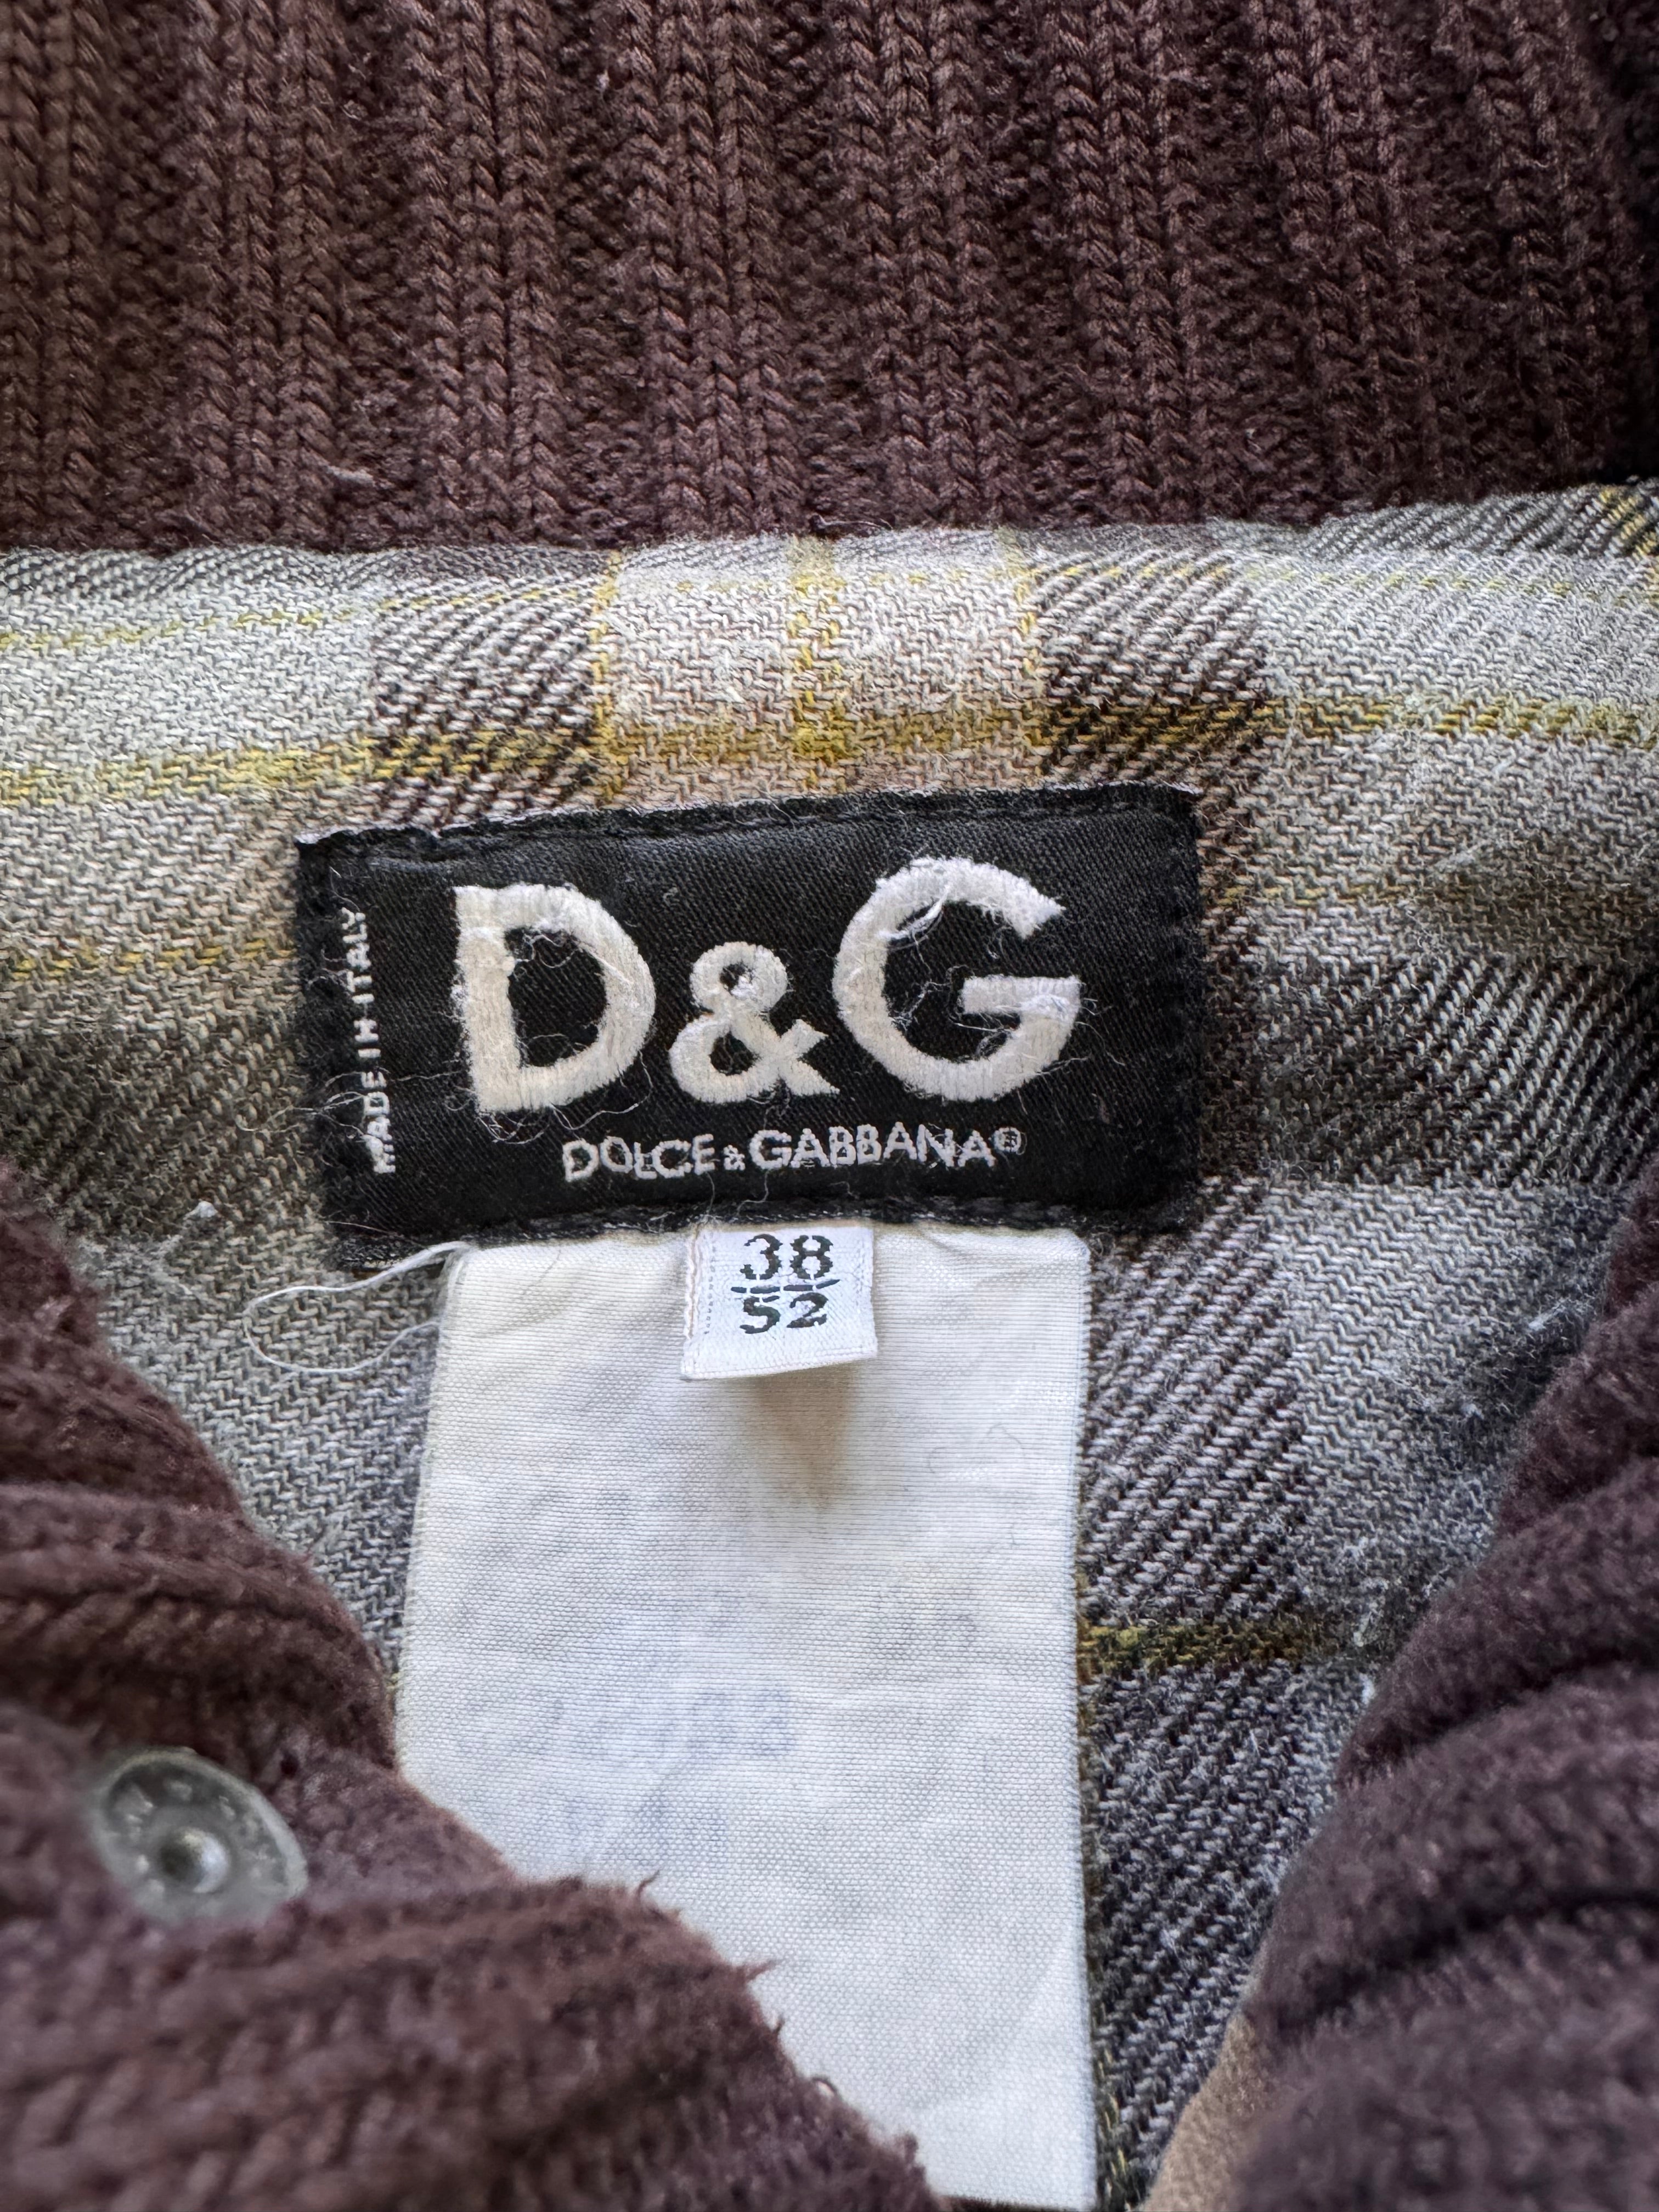 MADE IN ITALY
D&G
DOLCE & GABBANA®
38
52